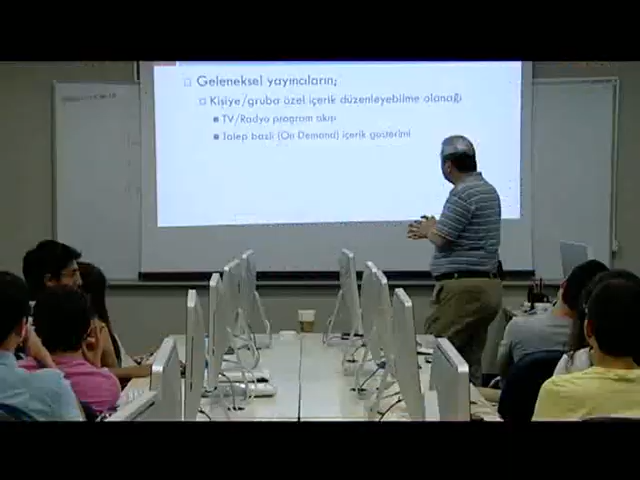 Geleneksel yayıncıların;
Kişiye/gruba özel içerik düzenleyebilme olanağı
TV/Radyo program akışı
Talep bazlı (On Demand) içerik gösterimi